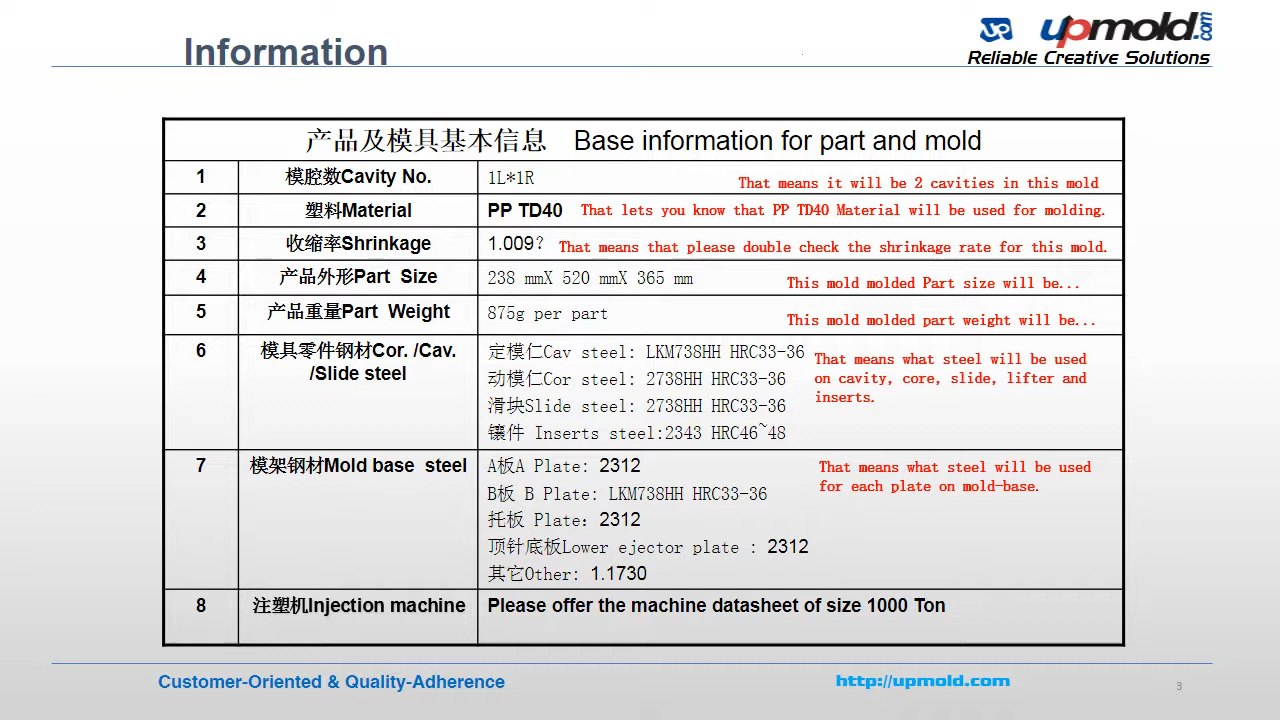 Information
upmold.com
Reliable Creative Solutions
产品及模具基本信息 Base information for part and mold
1 模腔数Cavity No. 1L*1R That means it will be 2 cavities in this mold
2 塑料Material PP TD40 That lets you know that PP TD40 Material will be used for molding.
3 收缩率Shrinkage 1.009? That means that please double check the shrinkage rate for this mold.
4 产品外形Part Size 238 mmX 520 mmX 365 mm This mold molded Part size will be...
5 产品重量Part Weight 875g per part This mold molded part weight will be...
6 模具零件钢材Cor. /Cav. /Slide steel
定模仁Cav steel: LKM738HH HRC33-36
动模仁Cor steel: 2738HH HRC33-36
滑块Slide steel: 2738HH HRC33-36
镶件 Inserts steel:2343 HRC46~48
That means what steel will be used
on cavity, core, slide, lifter and
inserts.
7 模架钢材Mold base steel
A板A Plate: 2312
B板 B Plate: LKM738HH HRC33-36
托板 Plate: 2312
顶针底板Lower ejector plate : 2312
其它Other: 1.1730
That means what steel will be used
for each plate on mold-base.
8 注塑机Injection machine Please offer the machine datasheet of size 1000 Ton
Customer-Oriented & Quality-Adherence
http://upmold.com
3